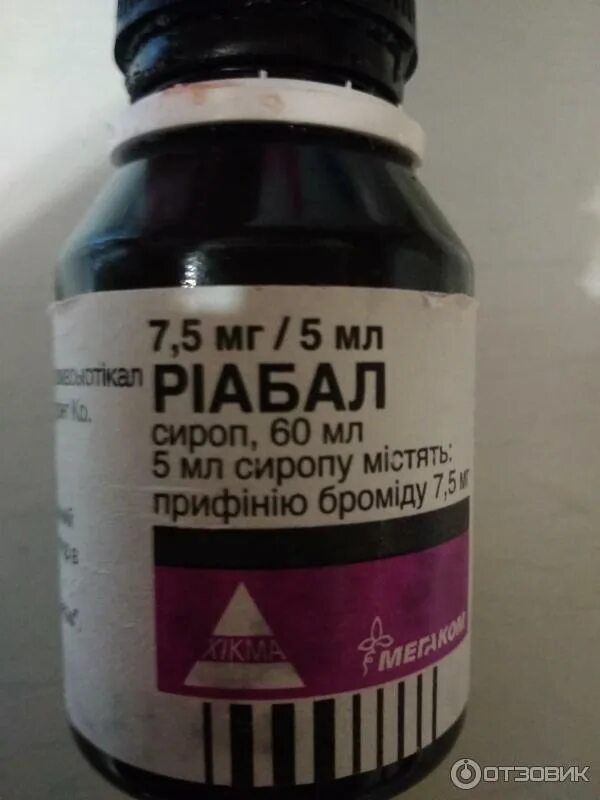 7,5 мг / 5 мл
РІАБАЛ
сироп, 60 мл
5 мл сиропу містять:
прифінію броміду 7,5 мг
ХІКМА
МЕГАКОМ
ОТЗОВИК